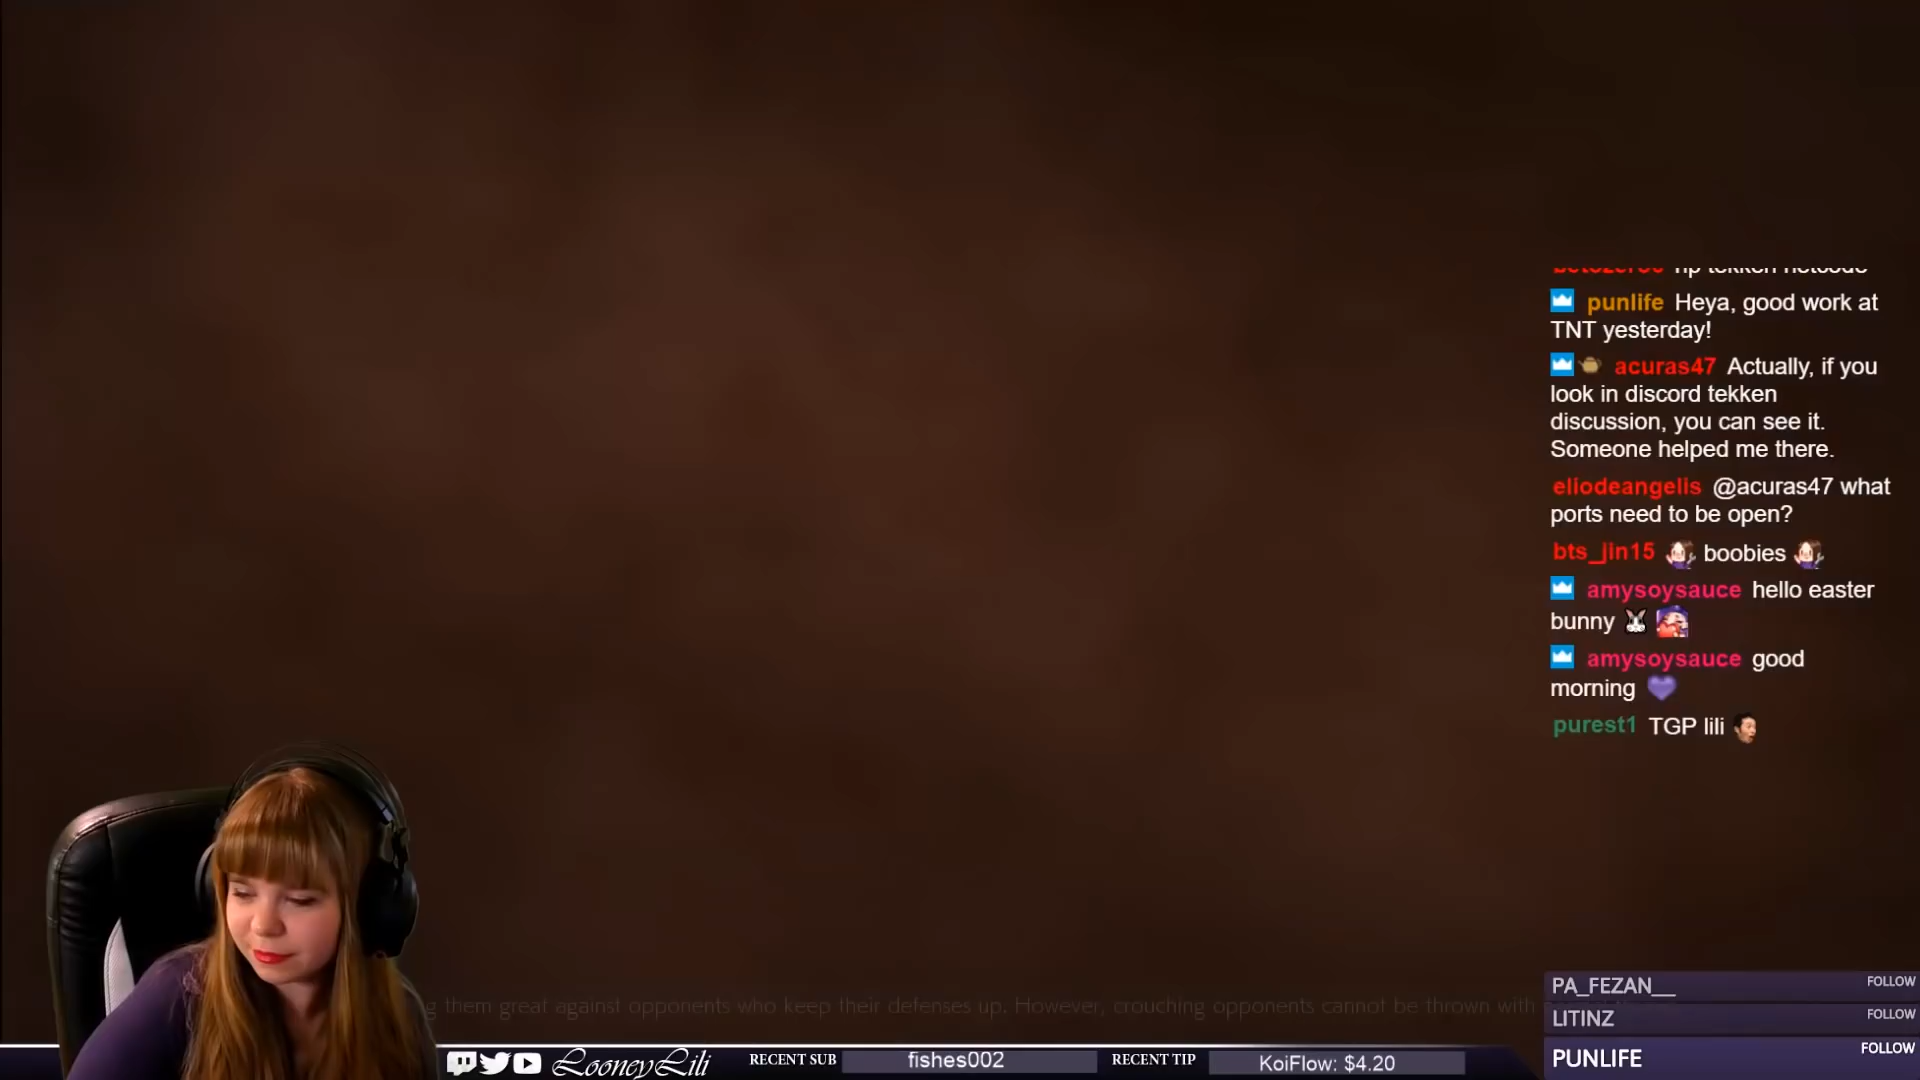 punlife Heya, good work at
TNT yesterday!
acuras47 Actually, if you
look in discord tekken
discussion, you can see it.
Someone helped me there.
eliodeangelis @acuras47 what
ports need to be open?
bts_jin15 boobies
amysoysauce hello easter
bunny
amysoysauce good
morning
purest1 TGP lili
g them great against opponents who keep their defenses up. However, crouching opponents cannot be thrown with
PA_FEZAN__ FOLLOW
LITINZ FOLLOW
PUNLIFE FOLLOW
LooneyLili RECENT SUB fishes002 RECENT TIP KoiFlow: $4.20